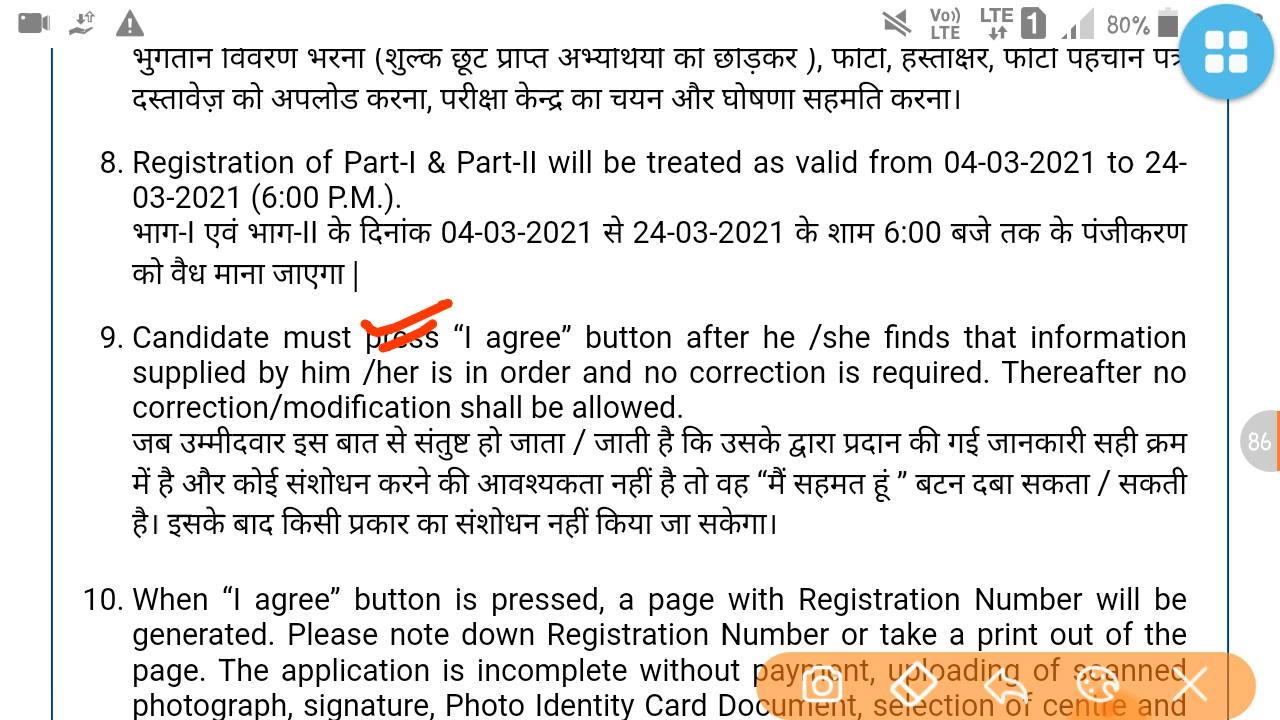 Vo)) LTE LTE 1 80%
भुगतान विवरण भरना (शुल्क छूट प्राप्त अभ्यर्थियों को छोड़कर ), फोटो, हस्ताक्षर, फोटो पहचान पत्र
दस्तावेज़ को अपलोड करना, परीक्षा केन्द्र का चयन और घोषणा सहमति करना।
8. Registration of Part-I & Part-II will be treated as valid from 04-03-2021 to 24-
03-2021 (6:00 P.M.).
भाग-I एवं भाग-II के दिनांक 04-03-2021 से 24-03-2021 के शाम 6:00 बजे तक के पंजीकरण
को वैध माना जाएगा |
9. Candidate must press “I agree” button after he /she finds that information
supplied by him /her is in order and no correction is required. Thereafter no
correction/modification shall be allowed.
जब उम्मीदवार इस बात से संतुष्ट हो जाता / जाती है कि उसके द्वारा प्रदान की गई जानकारी सही क्रम
86
में है और कोई संशोधन करने की आवश्यकता नहीं है तो वह “मैं सहमत हूं ” बटन दबा सकता / सकती
है। इसके बाद किसी प्रकार का संशोधन नहीं किया जा सकेगा।
10. When “I agree” button is pressed, a page with Registration Number will be
generated. Please note down Registration Number or take a print out of the
page. The application is incomplete without payment, uploading of scanned
photograph, signature, Photo Identity Card Document, selection of centre and